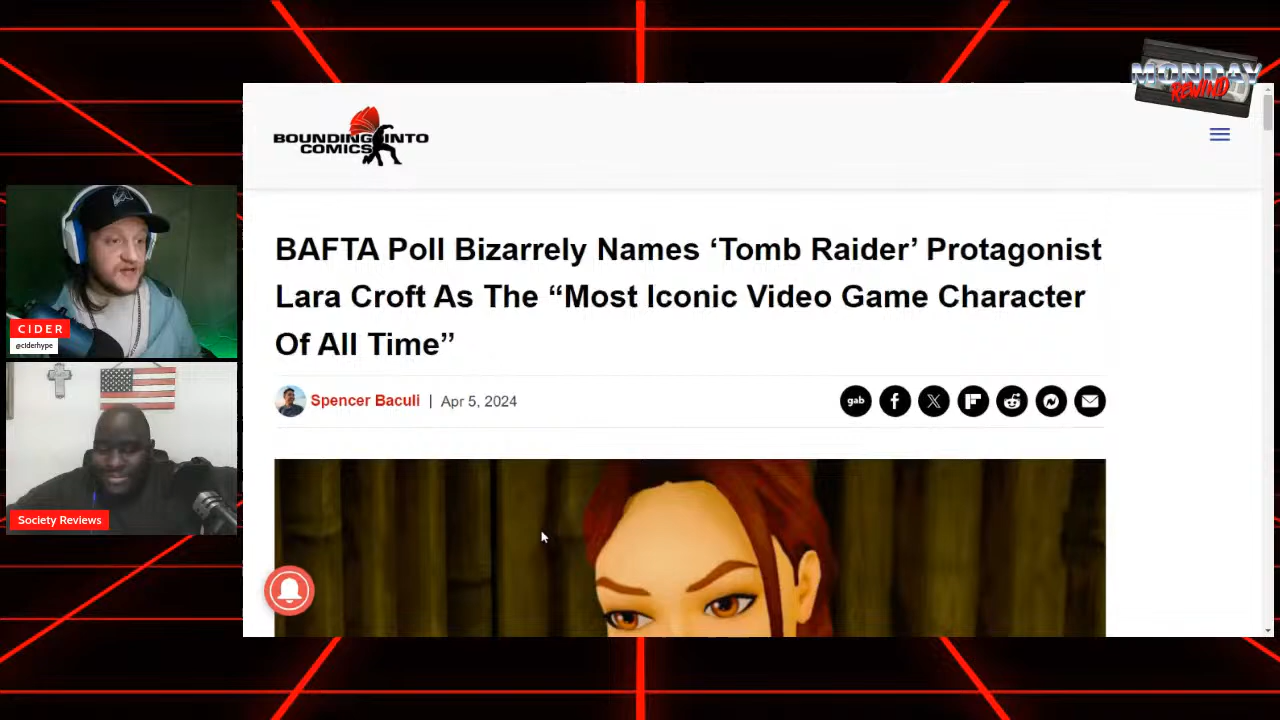 MONDAY
REWIND
BOUNDING INTO
COMICS
BAFTA Poll Bizarrely Names ‘Tomb Raider’ Protagonist
Lara Croft As The “Most Iconic Video Game Character
Of All Time”
Spencer Baculi | Apr 5, 2024
gab
CIDER
@ciderhype
Society Reviews